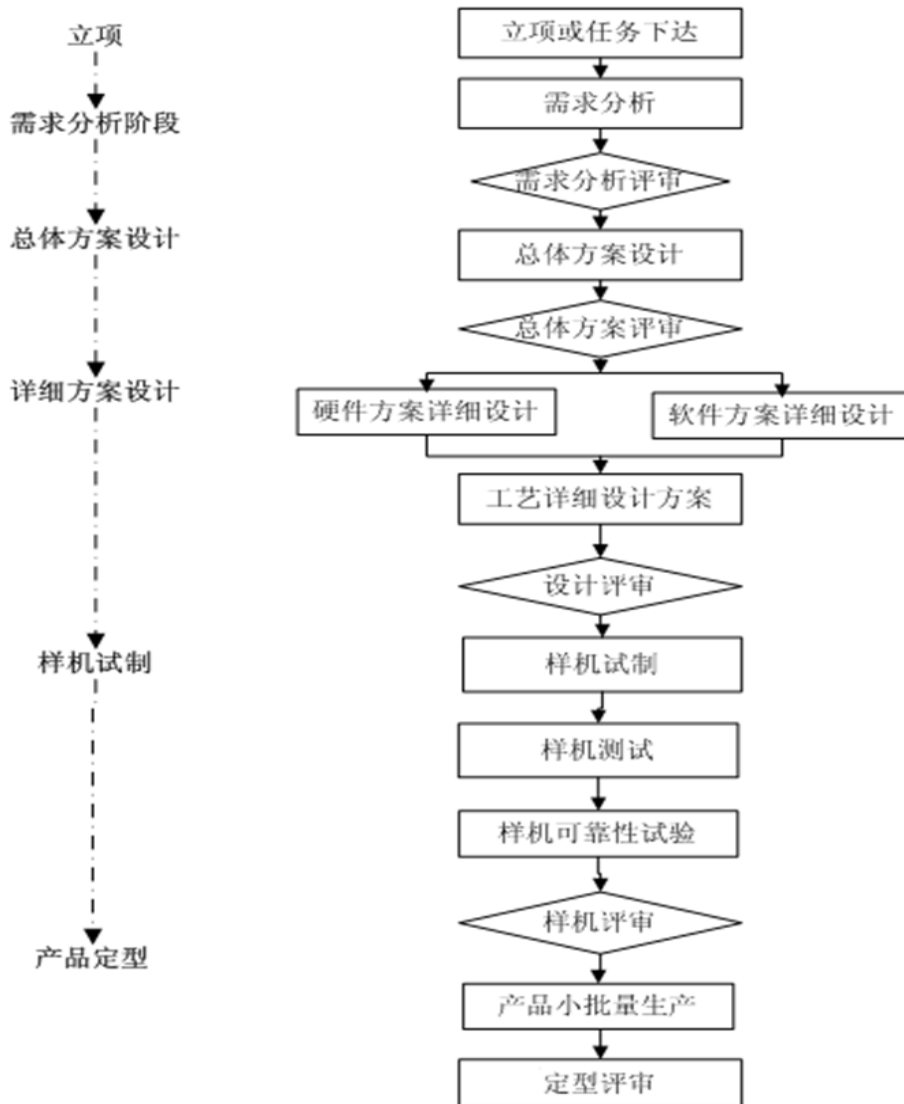 立项
立项或任务下达
需求分析
需求分析阶段
需求分析评审
总体方案设计
总体方案设计
总体方案评审
详细方案设计
硬件方案详细设计
软件方案详细设计
工艺详细设计方案
设计评审
样机试制
样机试制
样机测试
样机可靠性试验
样机评审
产品定型
产品小批量生产
定型评审